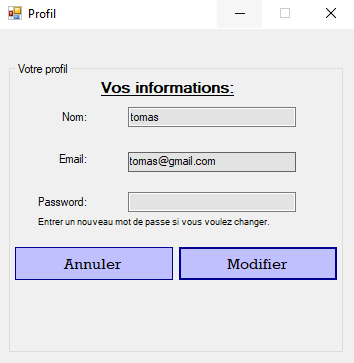 Profil
Votre profil
Vos informations:
Nom: tomas
Email: tomas@gmail.com
Password:
Entrer un nouveau mot de passe si vous voulez changer.
Annuler Modifier